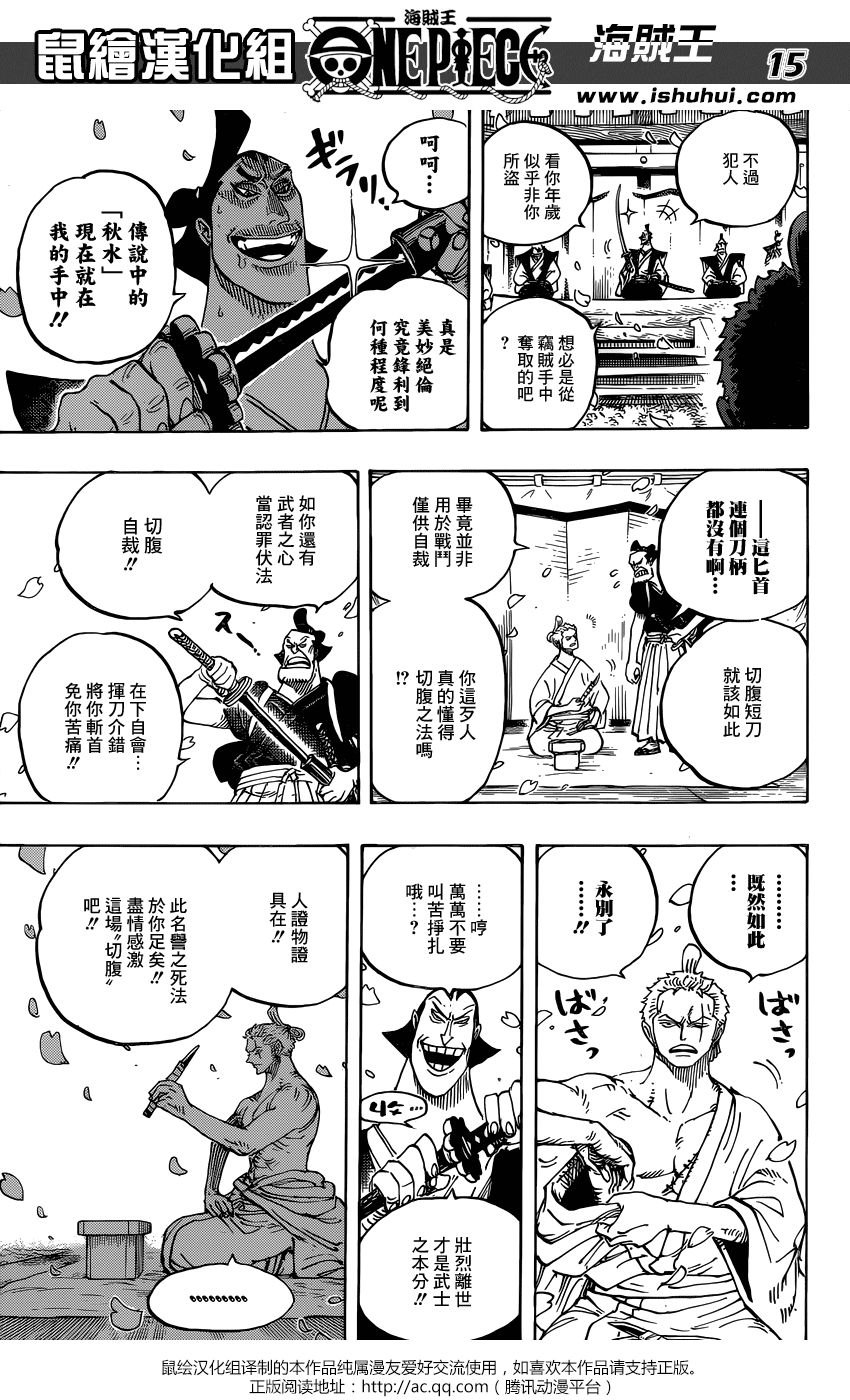 鼠繪漢化組
海賊王
ONE PIECE
海賊王
15
www.ishuhui.com
不過
犯人
看你年歲
似乎非你
所盜
想必是從
竊賊手中
奪取的吧
?
呵呵…
ギラリ
真是
美妙絕倫
究竟鋒利到
何種程度呢
傳說中的
「秋水」
現在就在
我的手中!!
——這匕首
連個刀柄
都沒有啊…
切腹短刀
就該如此
畢竟並非
用於戰鬥
僅供自裁
你這歹人
真的懂得
切腹之法嗎
!?
如你還有
武者之心
當認罪伏法
切腹
自裁!!
スー…
在下自會…
揮刀介錯
將你斬首
免你苦痛!!
………
既然如此
…
永別了
……!!
ばさっ
ばさっ
……哼
萬萬不要
叫苦掙扎
哦…?
壯烈離世
才是武士
之本分!!
人證物證
具在!!
此名譽之死法
於你足矣!!
盡情感激
這場“切腹”
吧!!
…………
鼠绘汉化组译制的本作品纯属漫友爱好交流使用，如喜欢本作品请支持正版。
正版阅读地址：http://ac.qq.com（腾讯动漫平台）